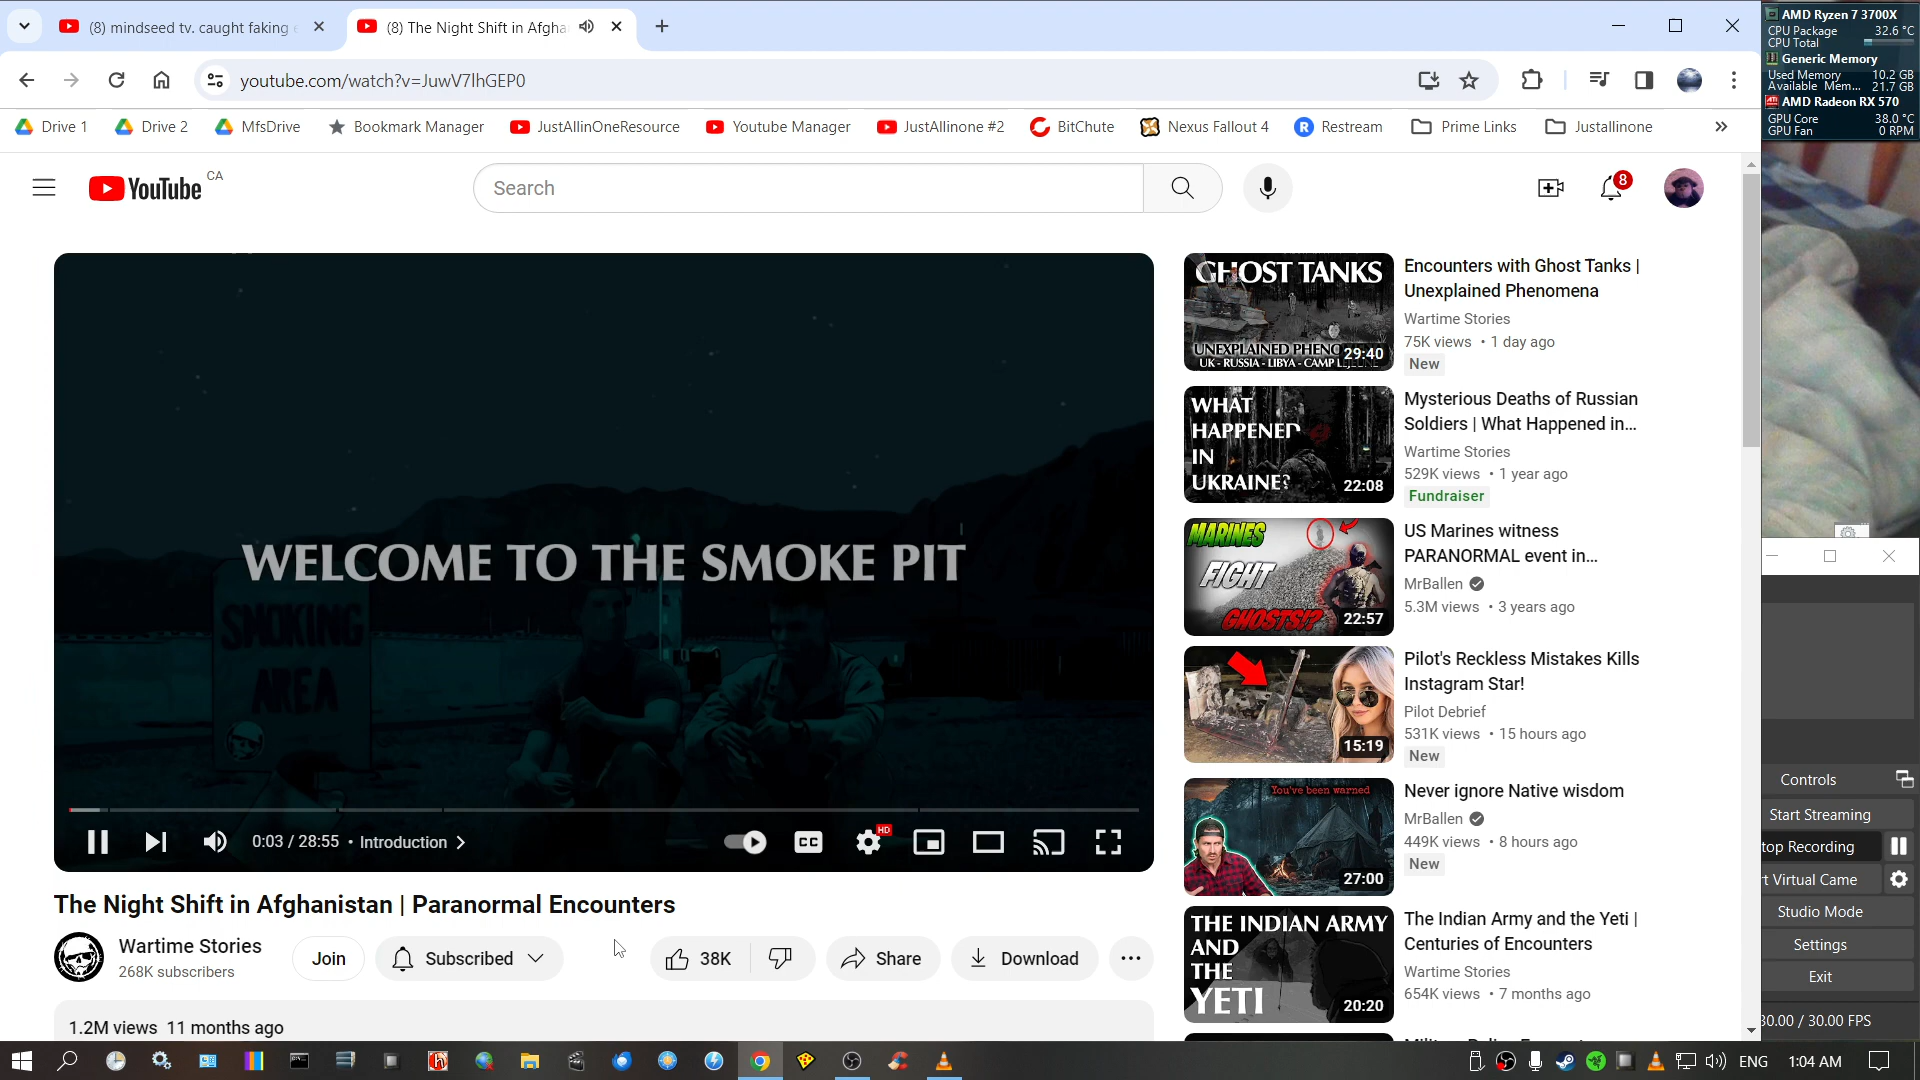 (8) mindseed tv. caught faking e
(8) The Night Shift in Afgha
youtube.com/watch?v=JuwV7lhGEP0
Drive 1
Drive 2
MfsDrive
Bookmark Manager
JustAllinOneResource
Youtube Manager
JustAllinone #2
BitChute
Nexus Fallout 4
Restream
Prime Links
Justallinone
YouTube CA
Search
8
WELCOME TO THE SMOKE PIT
SMOKING
AREA
0:03 / 28:55 • Introduction
CC
HD
The Night Shift in Afghanistan | Paranormal Encounters
Wartime Stories
268K subscribers
Join
Subscribed
38K
Share
Download
1.2M views 11 months ago
GHOST TANKS
UNEXPLAINED PHENO
UK - RUSSIA - LIBYA - CAMP LEJEUNE
29:40
Encounters with Ghost Tanks |
Unexplained Phenomena
Wartime Stories
75K views • 1 day ago
New
WHAT
HAPPENED
IN
UKRAINE?
22:08
Mysterious Deaths of Russian
Soldiers | What Happened in...
Wartime Stories
529K views • 1 year ago
Fundraiser
MARINES
FIGHT
GHOSTS!?
22:57
US Marines witness
PARANORMAL event in...
MrBallen
5.3M views • 3 years ago
15:19
Pilot's Reckless Mistakes Kills
Instagram Star!
Pilot Debrief
531K views • 15 hours ago
New
You've been warned
27:00
Never ignore Native wisdom
MrBallen
449K views • 8 hours ago
New
THE INDIAN ARMY
AND
THE
YETI
20:20
The Indian Army and the Yeti |
Centuries of Encounters
Wartime Stories
654K views • 7 months ago
AMD Ryzen 7 3700X
CPU Package 32.6 °C
CPU Total
Generic Memory
Used Memory 10.2 GB
Available Mem... 21.7 GB
AMD Radeon RX 570
GPU Core 38.0 °C
GPU Fan 0 RPM
Controls
Start Streaming
top Recording
t Virtual Came
Studio Mode
Settings
Exit
30.00 / 30.00 FPS
ENG
1:04 AM